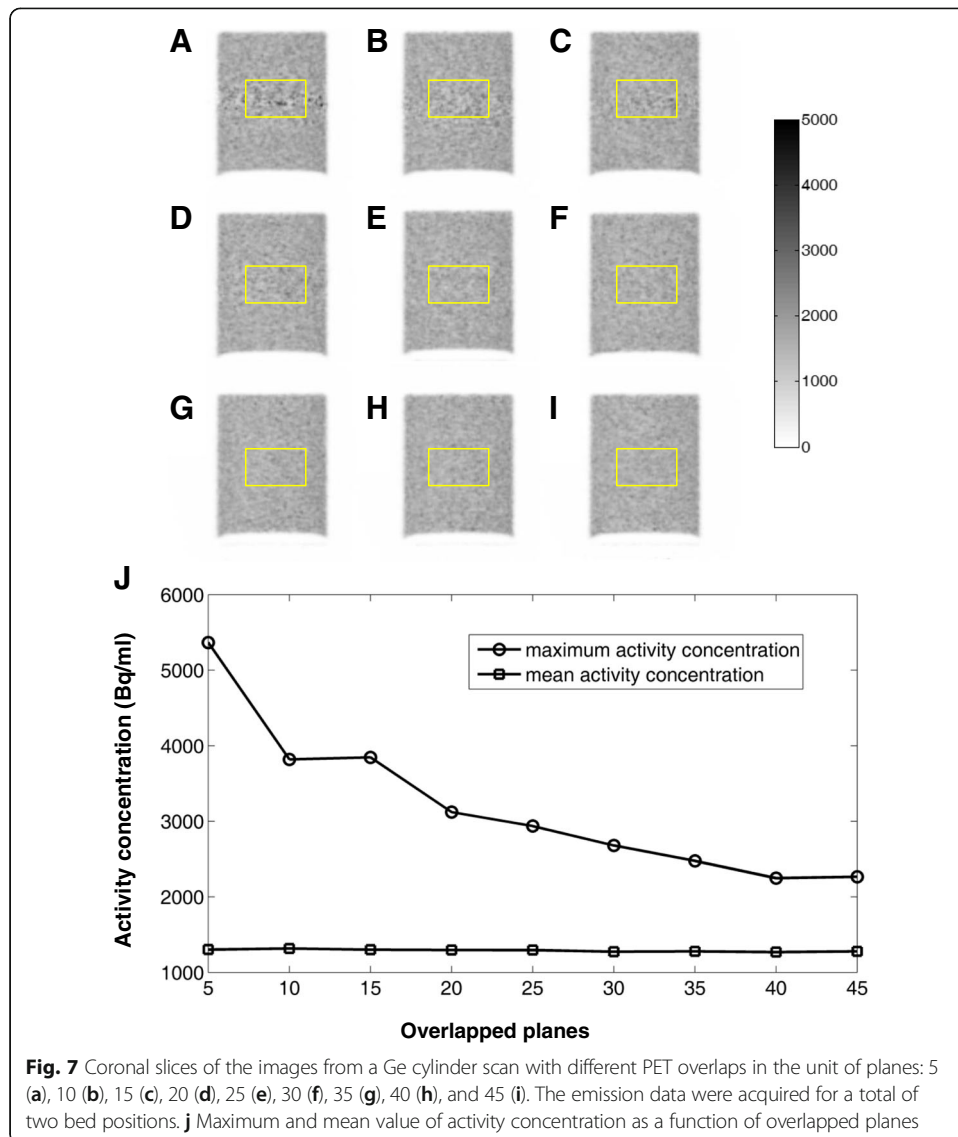 A
B
C
5000
4000
3000
2000
1000
0
D
E
F
G
H
I
J
6000
5000
4000
3000
2000
1000
Activity concentration (Bq/ml)
maximum activity concentration
mean activity concentration
5 10 15 20 25 30 35 40 45
Overlapped planes
Fig. 7 Coronal slices of the images from a Ge cylinder scan with different PET overlaps in the unit of planes: 5
(a), 10 (b), 15 (c), 20 (d), 25 (e), 30 (f), 35 (g), 40 (h), and 45 (i). The emission data were acquired for a total of
two bed positions. j Maximum and mean value of activity concentration as a function of overlapped planes